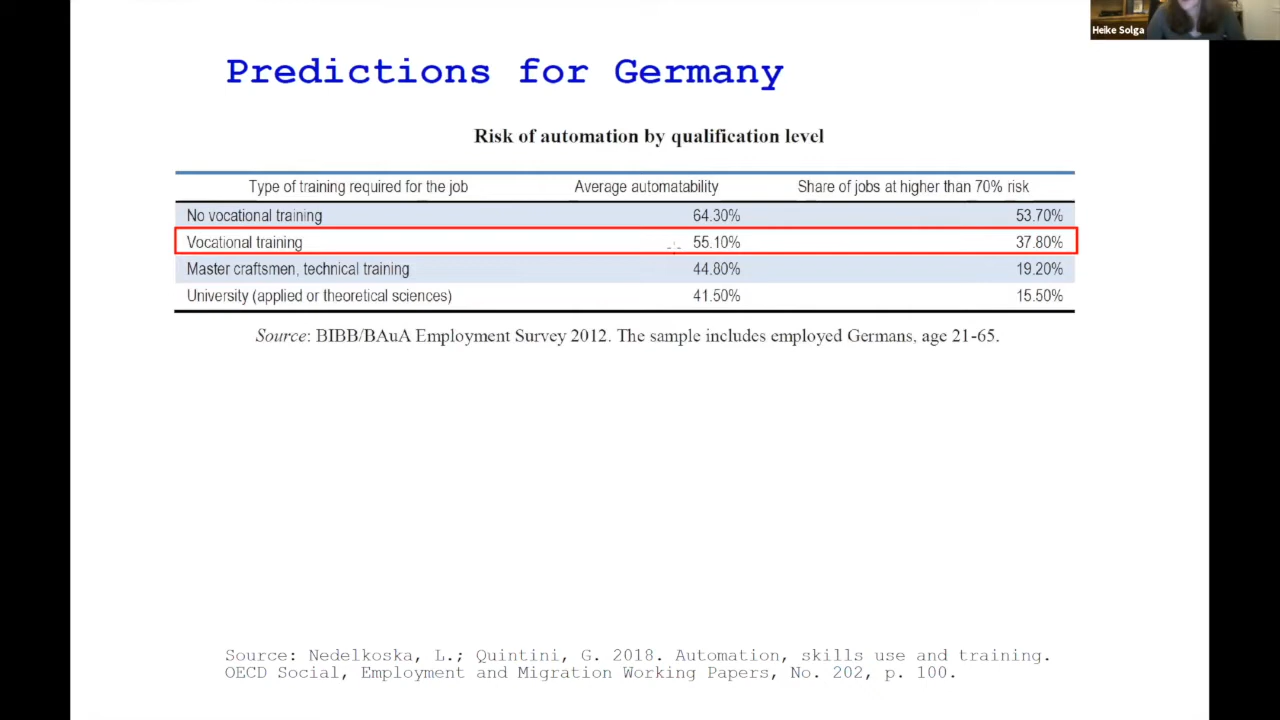 Heike Solga
Predictions for Germany
Risk of automation by qualification level
Type of training required for the job Average automatability Share of jobs at higher than 70% risk
No vocational training 64.30% 53.70%
Vocational training 55.10% 37.80%
Master craftsmen, technical training 44.80% 19.20%
University (applied or theoretical sciences) 41.50% 15.50%
Source: BIBB/BAuA Employment Survey 2012. The sample includes employed Germans, age 21-65.
Source: Nedelkoska, L.; Quintini, G. 2018. Automation, skills use and training.
OECD Social, Employment and Migration Working Papers, No. 202, p. 100.